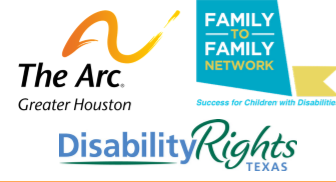 The Arc.
Greater Houston
FAMILY
TO
FAMILY
NETWORK
Success for Children with Disabilities
DisabilityRights
TEXAS